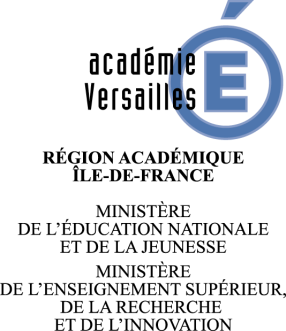 académie
Versailles
É
RÉGION ACADÉMIQUE
ÎLE-DE-FRANCE
MINISTÈRE
DE L'ÉDUCATION NATIONALE
ET DE LA JEUNESSE
MINISTÈRE
DE L'ENSEIGNEMENT SUPÉRIEUR,
DE LA RECHERCHE
ET DE L'INNOVATION